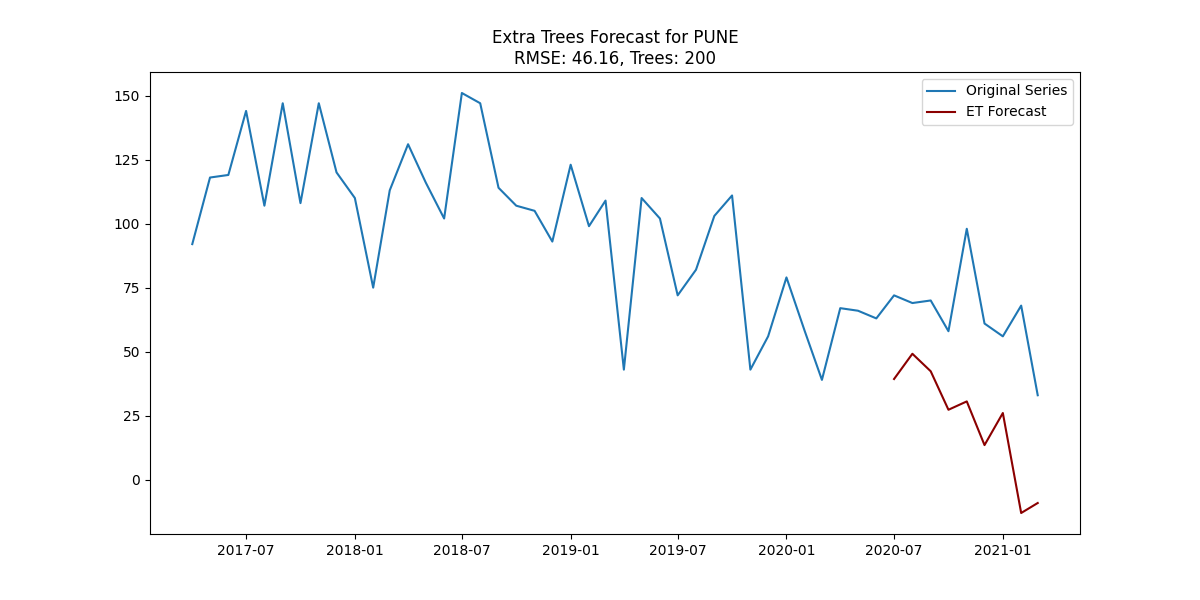 Extra Trees Forecast for PUNE
RMSE: 46.16, Trees: 200
Original Series
ET Forecast
150
125
100
75
50
25
0
2017-07 2018-01 2018-07 2019-01 2019-07 2020-01 2020-07 2021-01